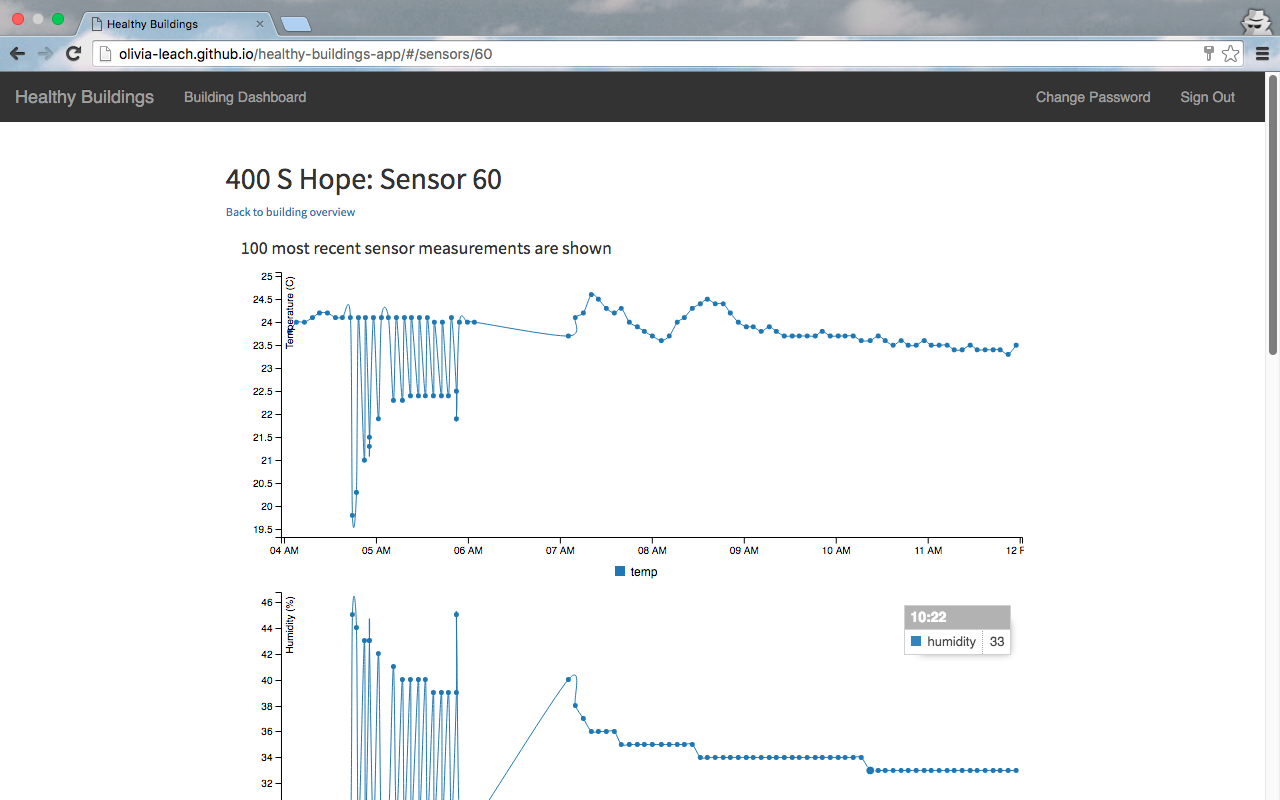 Healthy Buildings
olivia-leach.github.io/healthy-buildings-app/#/sensors/60
Healthy Buildings Building Dashboard Change Password Sign Out
400 S Hope: Sensor 60
Back to building overview
100 most recent sensor measurements are shown
Temperature (C)
25
24.5
24
23.5
23
22.5
22
21.5
21
20.5
20
19.5
04 AM 05 AM 06 AM 07 AM 08 AM 09 AM 10 AM 11 AM 12 F
temp
Humidity (%)
46
44
42
40
38
36
34
32
10:22
humidity 33